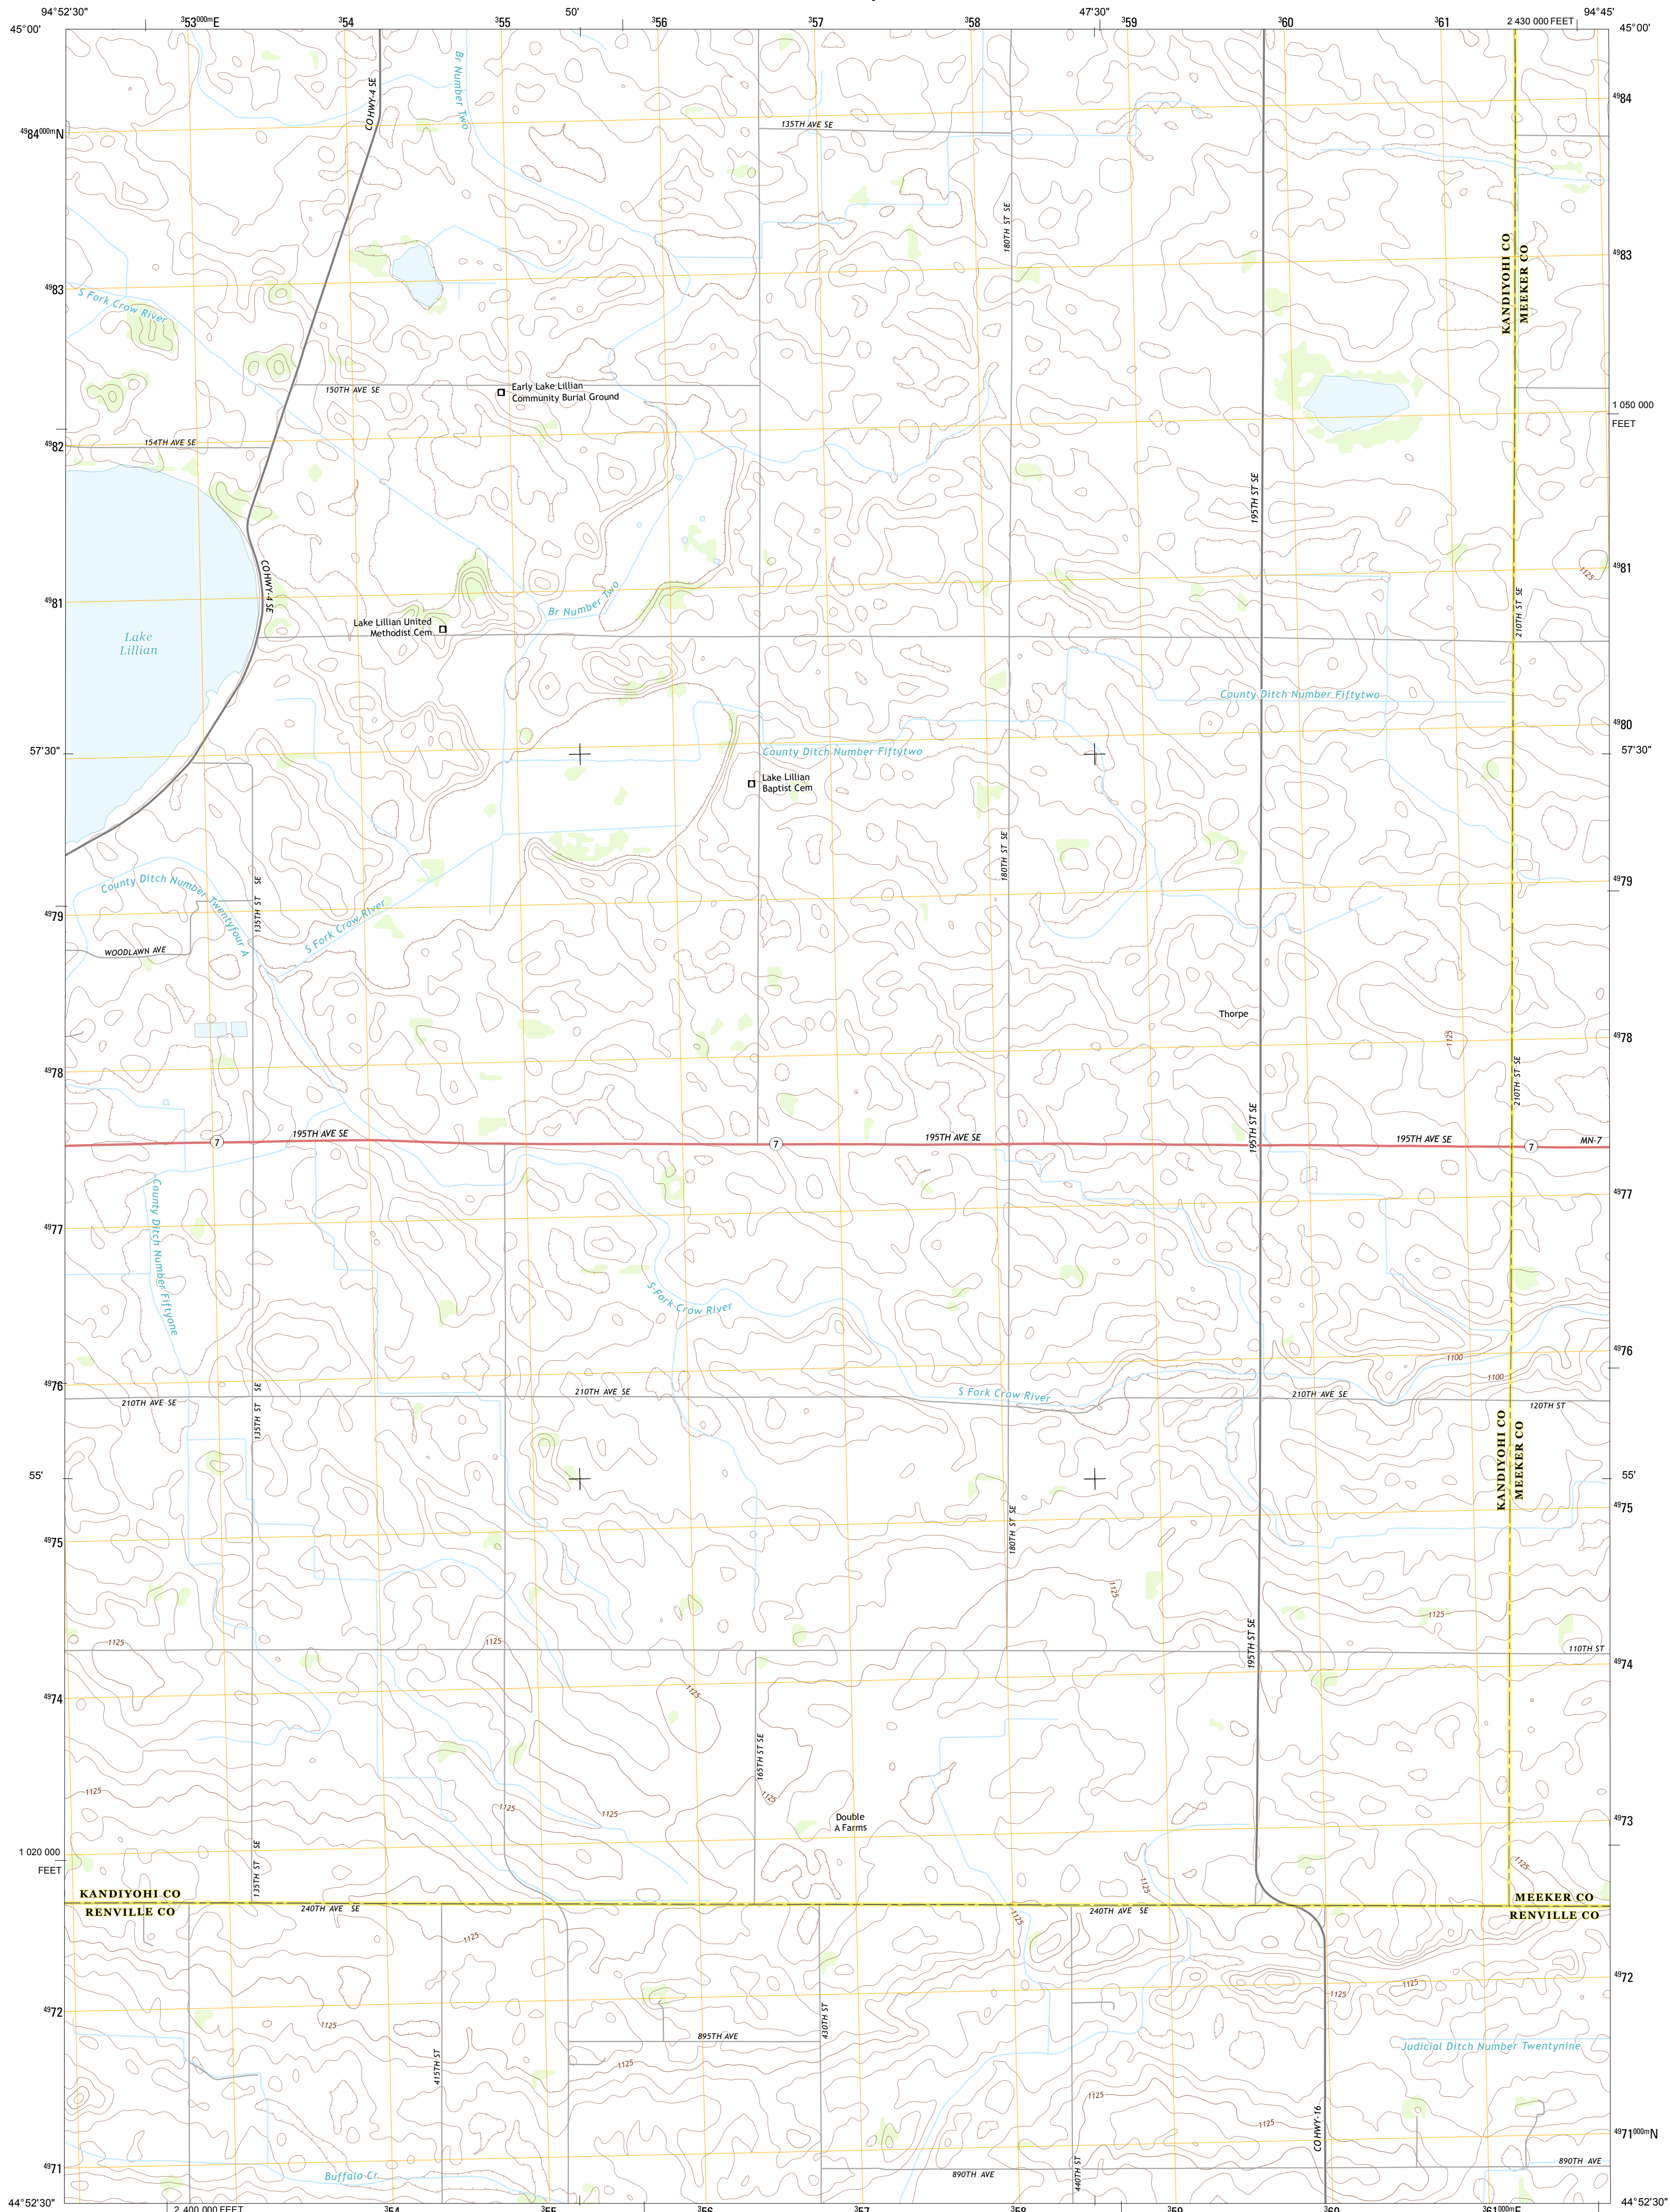 94°52'30"
353000mE
354
355
50'
356
357
358
47'30"
359
360
361
2 430 000 FEET
94°45'
45°00'
45°00'
4984000mN
4984
COHWY-4 SE
Br Number Two
135TH AVE SE
180TH ST SE
KANDIYOHI CO
MEEKER CO
4983
4983
S Fork Crow River
150TH AVE SE
Early Lake Lillian
Community Burial Ground
1 050 000
FEET
154TH AVE SE
4982
195TH ST SE
COHWY-4 SE
1125
4981
4981
Br Number Two
210TH ST SE
Lake Lillian United
Methodist Cem
Lake
Lillian
County Ditch Number Fiftytwo
4980
57'30"
County Ditch Number Fiftytwo
57'30"
Lake Lillian
Baptist Cem
180TH ST SE
County Ditch Number Twentyfour A
135TH ST SE
4979
4979
S Fork Crow River
WOODLAWN AVE
Thorpe
1125
4978
4978
210TH ST SE
195TH ST SE
195TH AVE SE
7
7
195TH AVE SE
195TH AVE SE
7
MN-7
County Ditch Number Fiftyone
4977
4977
S Fork Crow River
4976
1100
1100
4976
210TH AVE SE
210TH AVE SE
S Fork Crow River
210TH AVE SE
120TH ST
135TH ST SE
KANDIYOHI CO
MEEKER CO
55'
55'
4975
4975
180TH ST SE
1125
1125
195TH ST SE
1125
1125
110TH ST
4974
4974
1125
165TH ST SE
1125
1125
1125
1125
Double
A Farms
4973
1 020 000
FEET
135TH ST SE
1125
1125
KANDIYOHI CO
RENVILLE CO
240TH AVE SE
240TH AVE SE
MEEKER CO
RENVILLE CO
1125
1125
4972
1125
1125
4972
1125
430TH ST
895TH AVE
Judicial Ditch Number Twentynine
1125
415TH ST
1125
1125
COHWY-16
4971000mN
4971
Buffalo Cr
890TH AVE
440TH ST
890TH AVE
44°52'30"
44°52'30"
2 400 000 FEET
354
355
356
357
358
359
360
361000mE